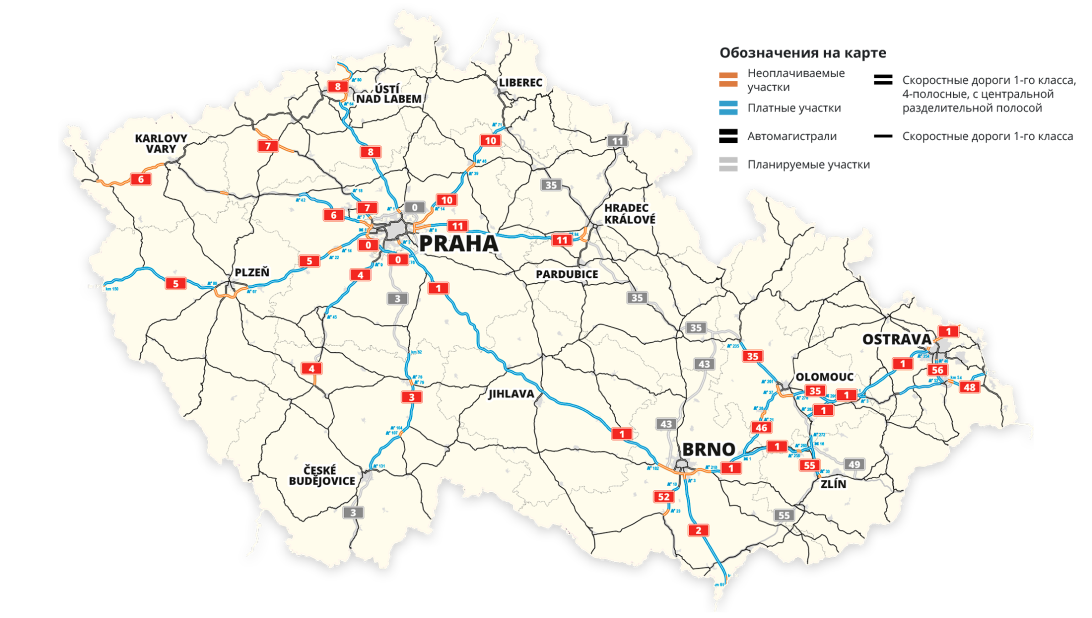 Обозначения на карте
Неоплачиваемые
участки
Платные участки
Автомагистрали
Планируемые участки
Скоростные дороги 1-го класса,
4-полосные, с центральной
разделительной полосой
Скоростные дороги 1-го класса
8
ÚSTÍ
NAD LABEM
LIBEREC
KARLOVY
VARY
7
8
10
11
6
35
10
7
0
6
11
HRADEC
KRÁLOVÉ
11
0
PRAHA
0
5
4
PLZEŇ
5
3
1
PARDUBICE
35
35
1
OSTRAVA
35
43
1
56
4
OLOMOUC
48
3
JIHLAVA
35
1
1
43
1
46
BRNO
1
1
55
49
ČESKÉ
BUDĚJOVICE
ZLÍN
52
3
55
2